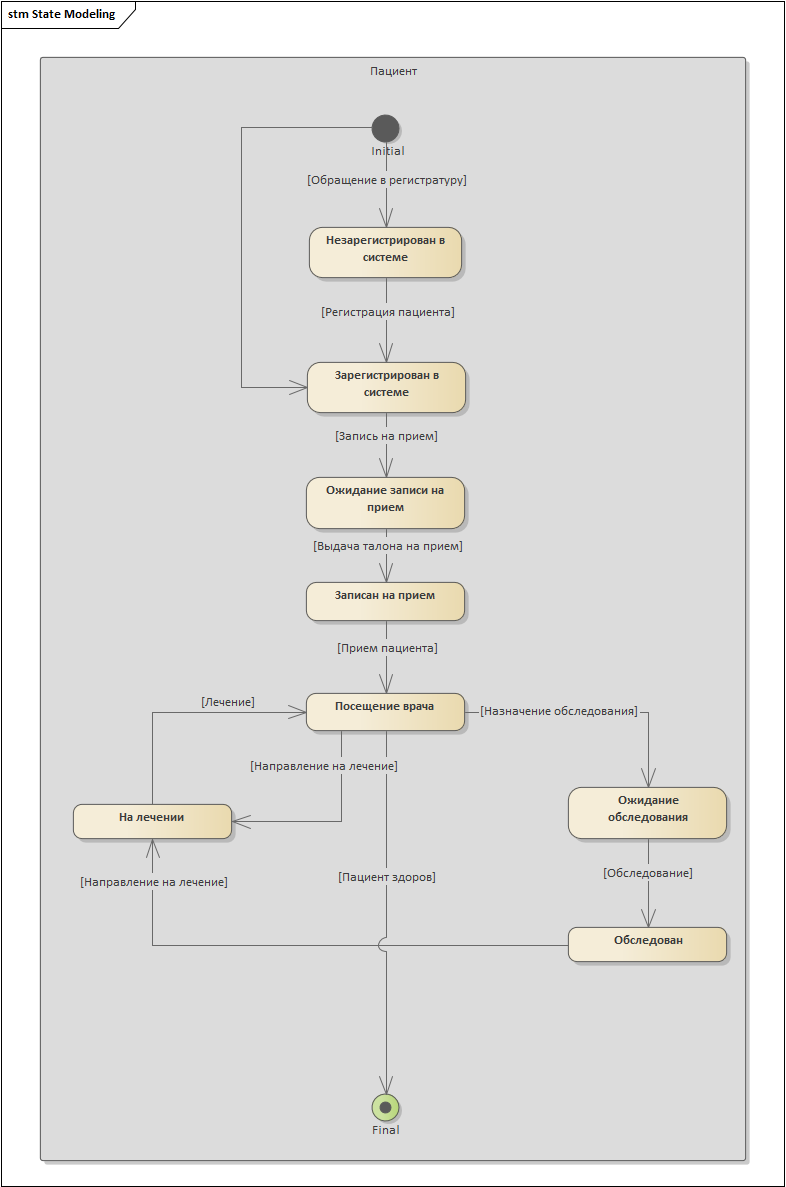 stm State Modeling
Пациент
Initial
[Обращение в регистратуру]
Незарегистрирован в
системе
[Регистрация пациента]
Зарегистрирован в
системе
[Запись на прием]
Ожидание записи на
прием
[Выдача талона на прием]
Записан на прием
[Прием пациента]
[Лечение]
Посещение врача
[Назначение обследования]
[Направление на лечение]
Ожидание
обследования
На лечении
[Обследование]
[Пациент здоров]
[Направление на лечение]
Обследован
Final